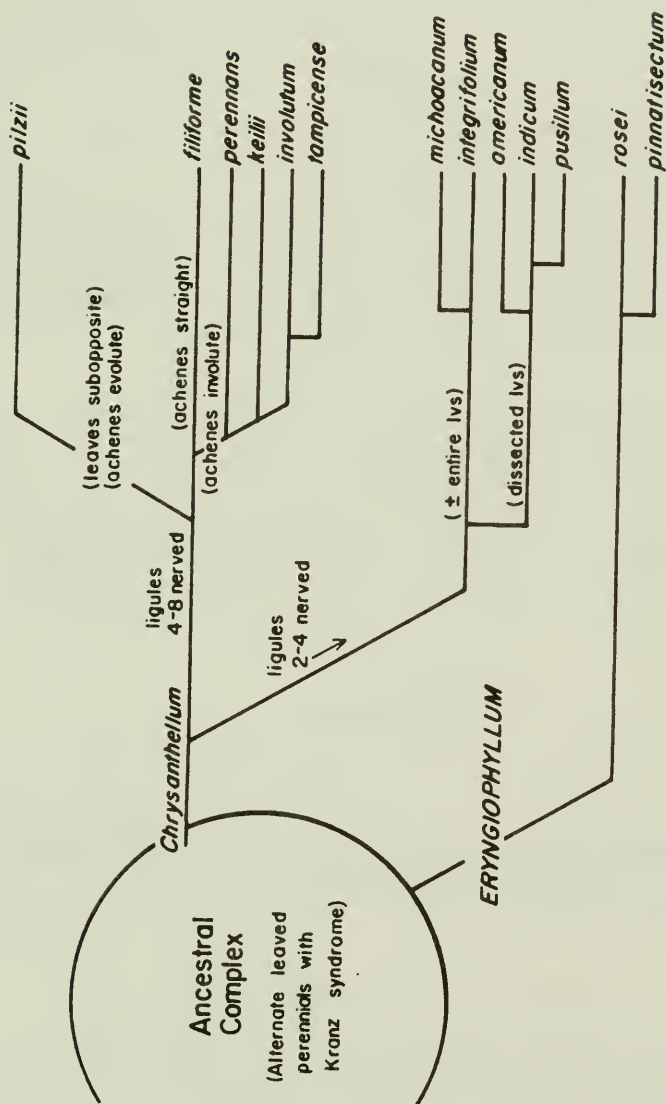 Ancestral
Complex
(Alternate leaved
perennials with
Kranz syndrome)
Chrysanthellum
ligules
4-8 nerved
(leaves subopposite)
(achenes evolute)
pilzii
(achenes straight)
(achenes involute)
filiforme
perennans
keilii
involutum
tampicense
ligules
2-4 nerved
(± entire lvs)
(dissected lvs)
michoacanum
integrifolium
americanum
indicum
pusillum
ERYNGIOPHYLLUM
rosei
pinnatisectum